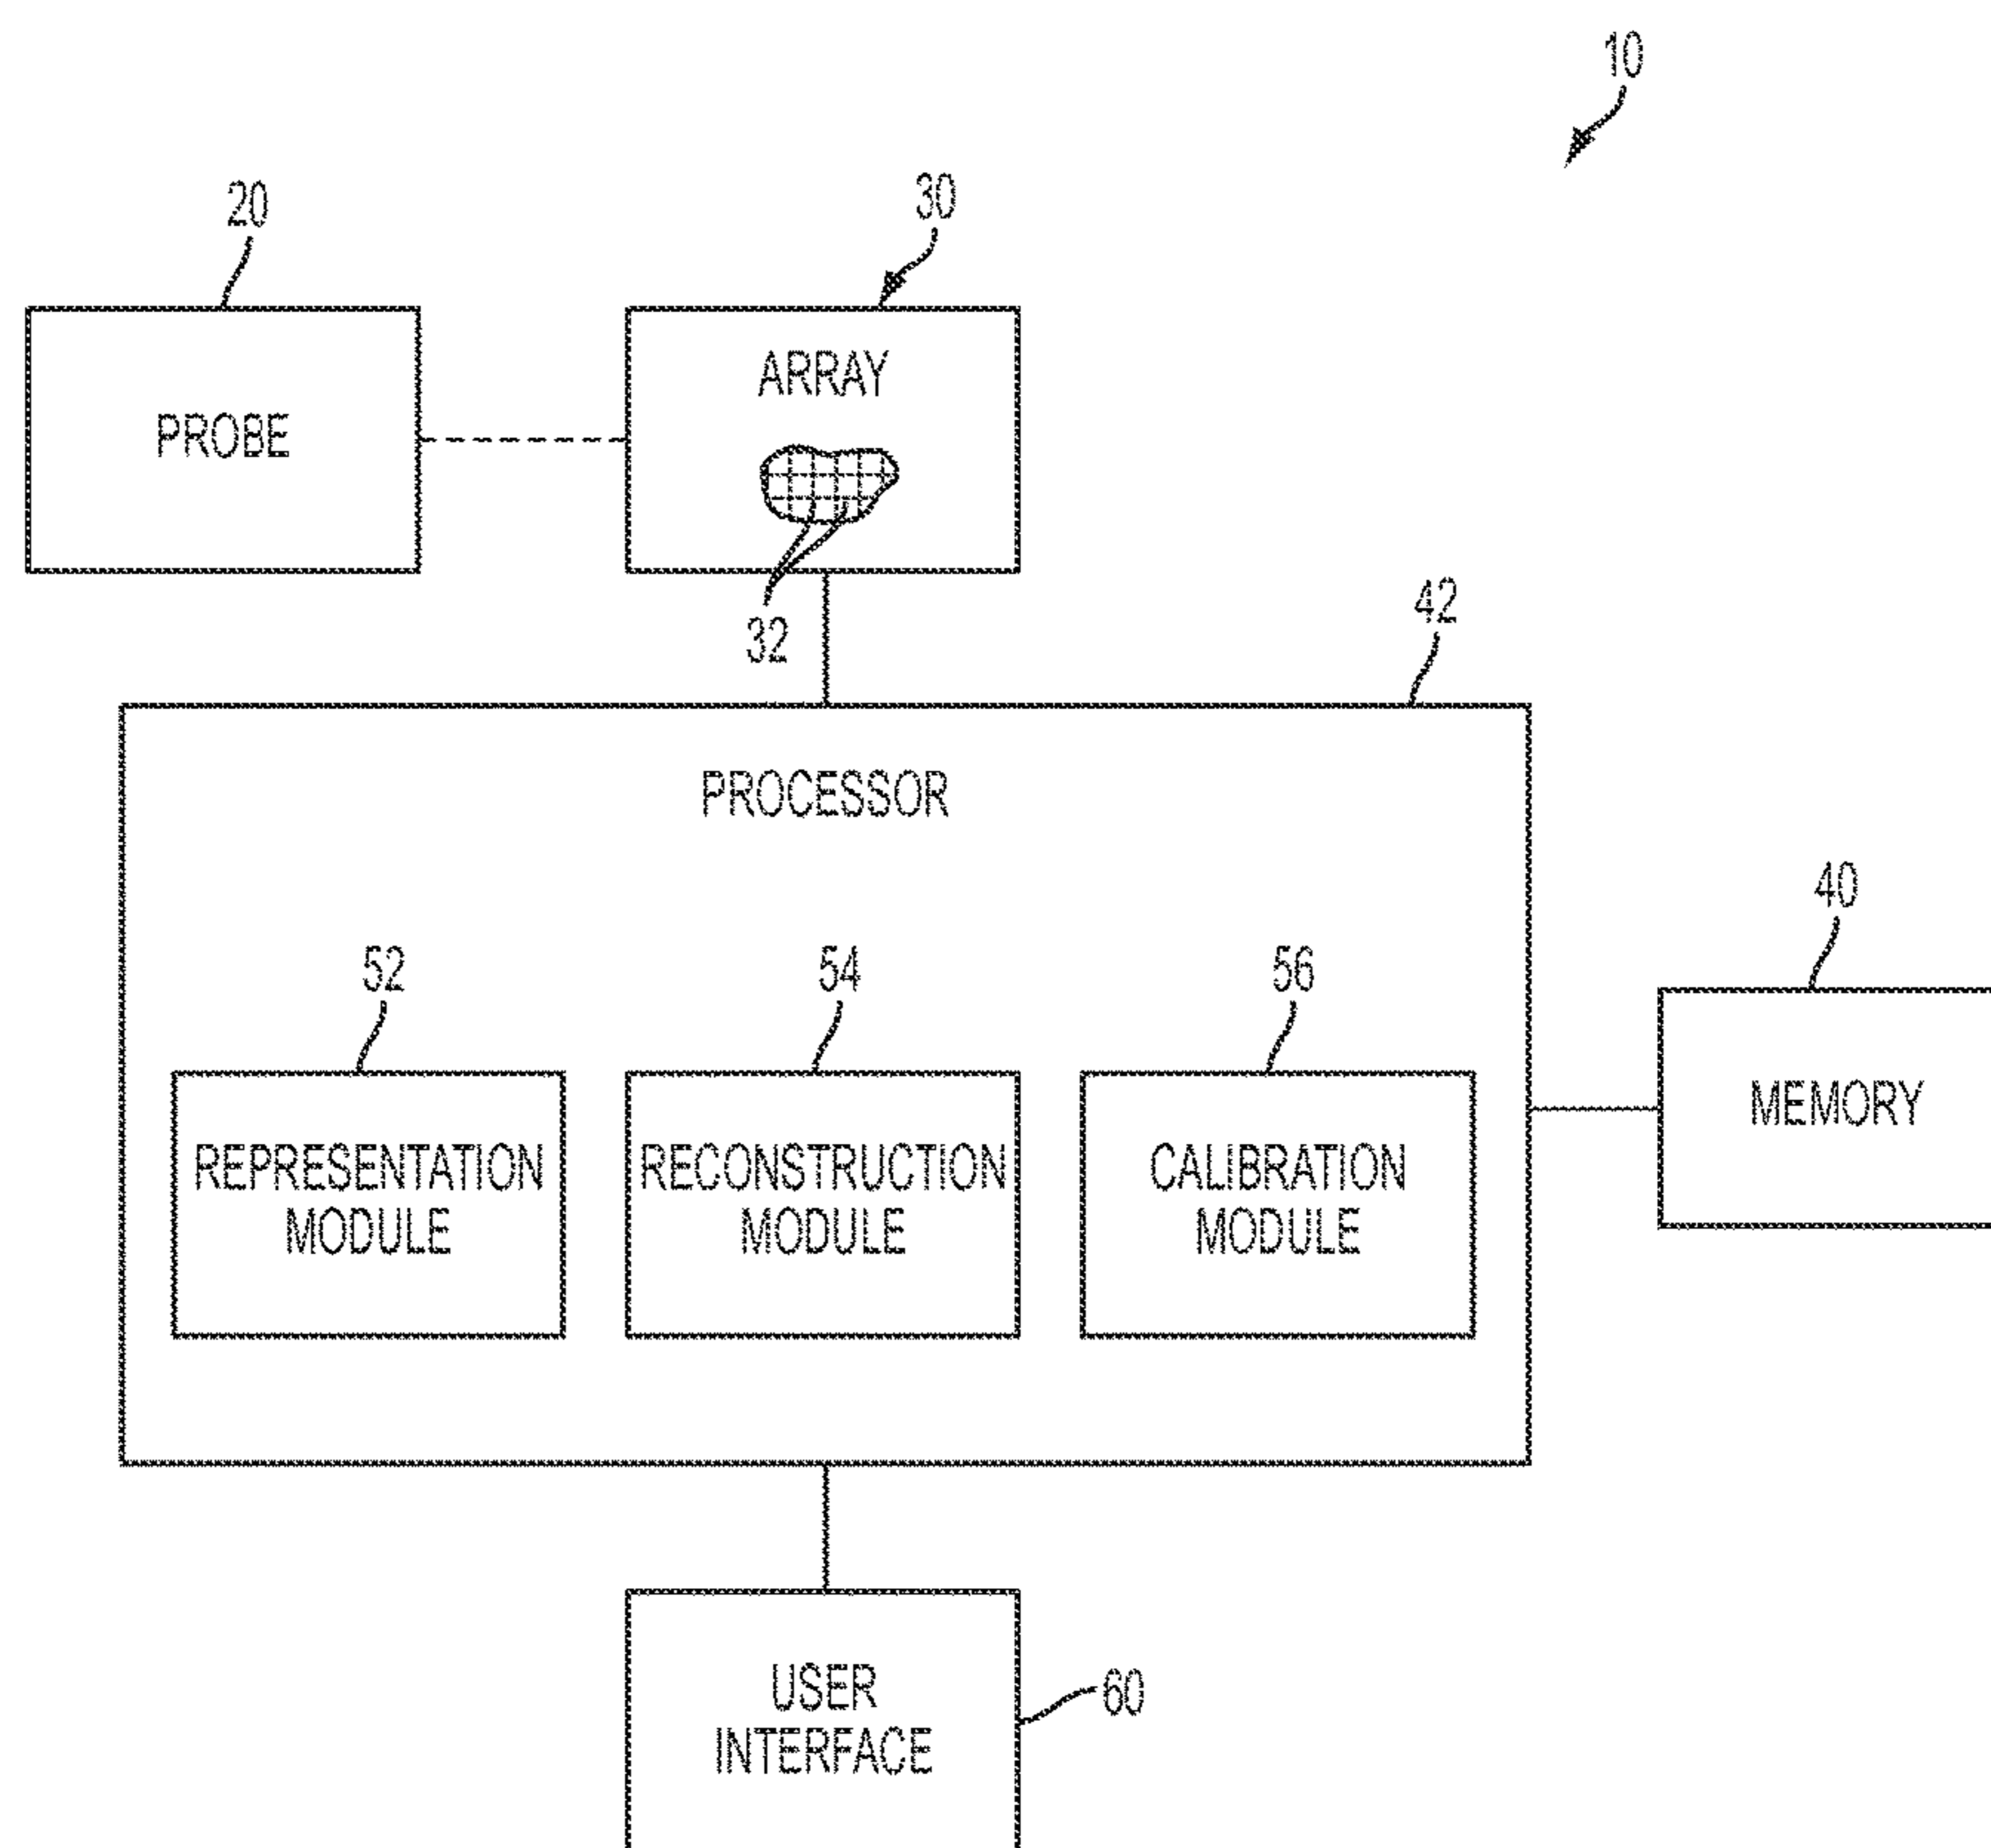 10
20
30
PROBE
ARRAY
32
42
PROCESSOR
40
52
54
56
MEMORY
REPRESENTATION
MODULE
RECONSTRUCTION
MODULE
CALIBRATION
MODULE
USER
INTERFACE
60